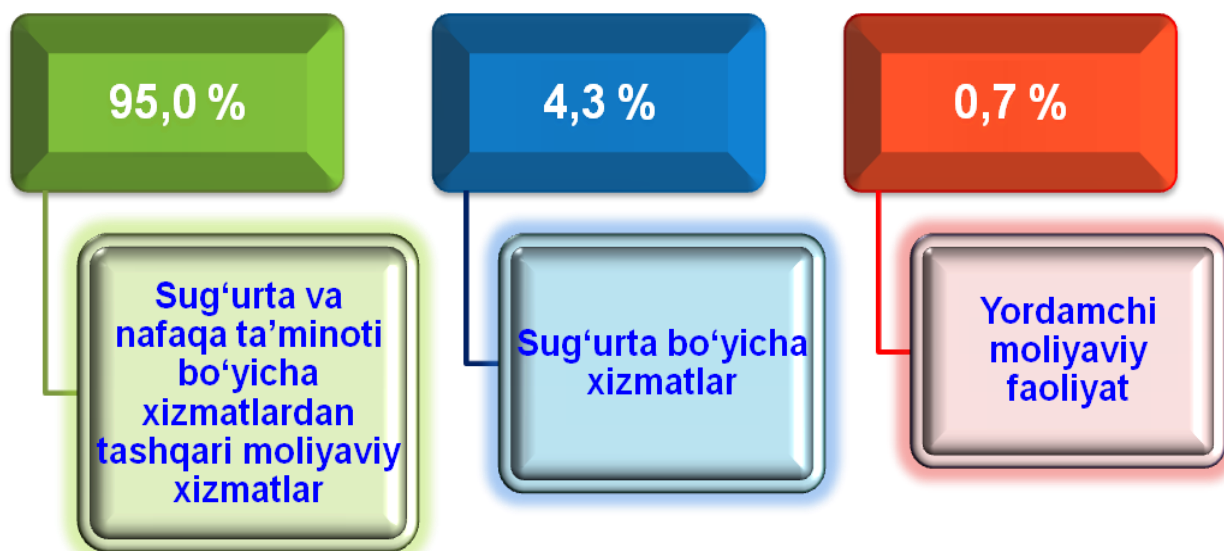 95,0 %
4,3 %
0,7 %
Sug‘urta va
nafaqa ta’minoti
bo‘yicha
xizmatlardan
tashqari moliyaviy
xizmatlar
Sug‘urta bo‘yicha
xizmatlar
Yordamchi
moliyaviy
faoliyat